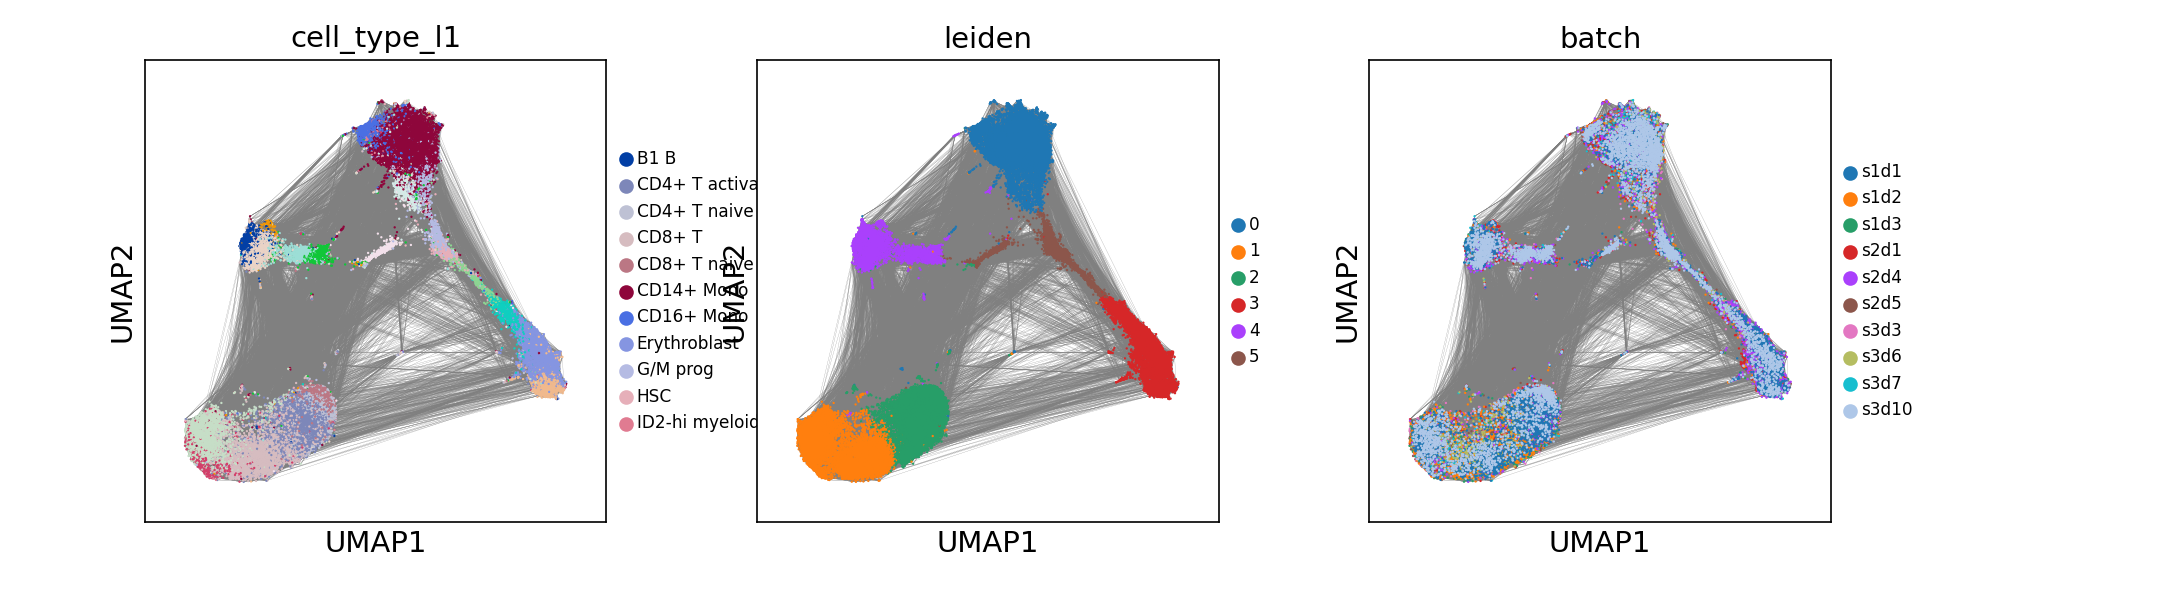 cell_type_l1
leiden
batch
B1 B
CD4+ T activa
CD4+ T naive
CD8+ T
CD8+ T naive
CD14+ Mono
CD16+ Mono
Erythroblast
G/M prog
HSC
ID2-hi myeloid
0
1
2
3
4
5
s1d1
s1d2
s1d3
s2d1
s2d4
s2d5
s3d3
s3d6
s3d7
s3d10
UMAP2
UMAP2
UMAP2
UMAP1
UMAP1
UMAP1